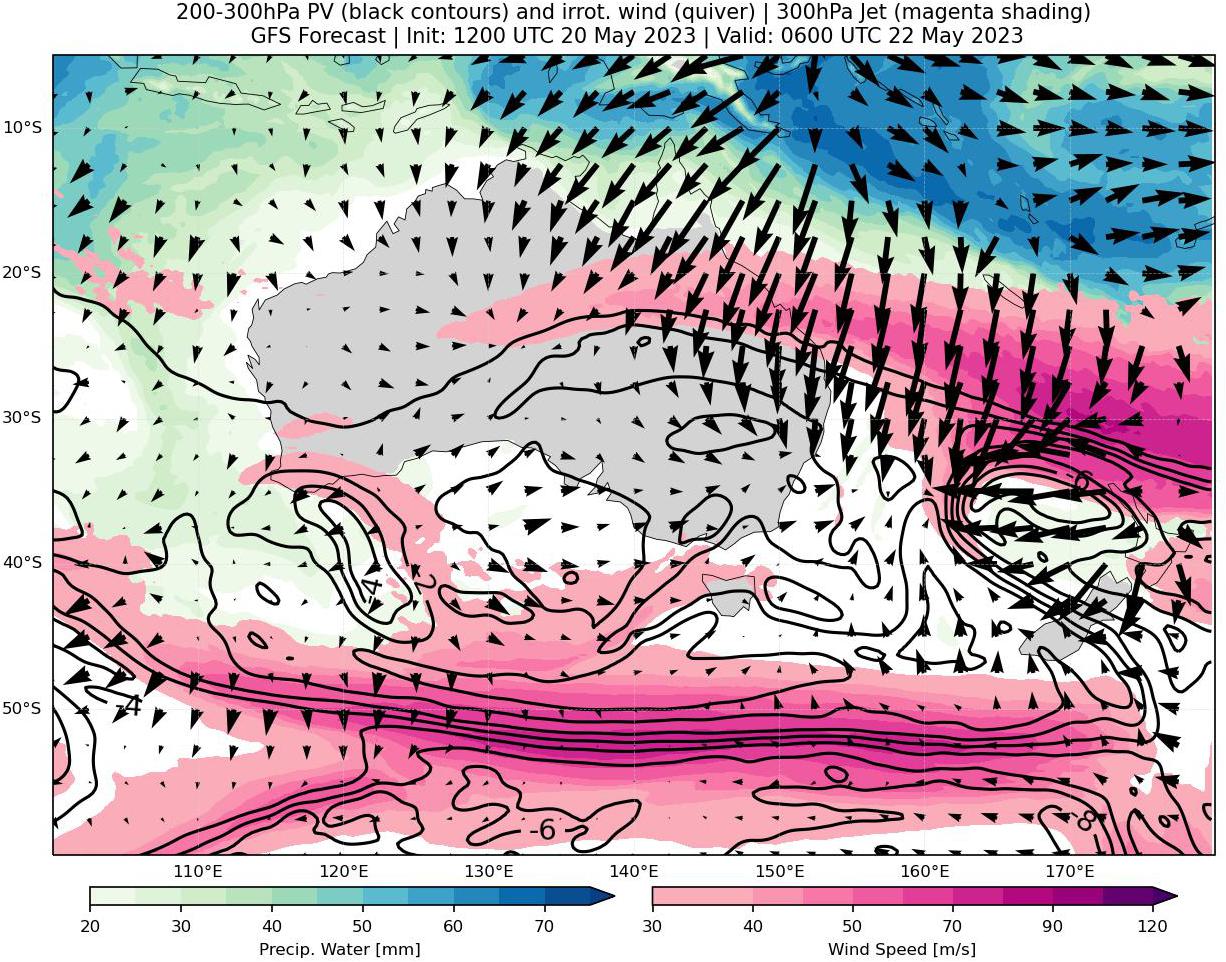 200-300hPa PV (black contours) and irrot. wind (quiver) | 300hPa Jet (magenta shading)
GFS Forecast | Init: 1200 UTC 20 May 2023 | Valid: 0600 UTC 22 May 2023
10°S
20°S
30°S
-6
40°S
-4
-2
50°S
-4
-6
-8
110°E 120°E 130°E 140°E 150°E 160°E 170°E
20 30 40 50 60 70
30 40 50 70 90 120
Precip. Water [mm]
Wind Speed [m/s]